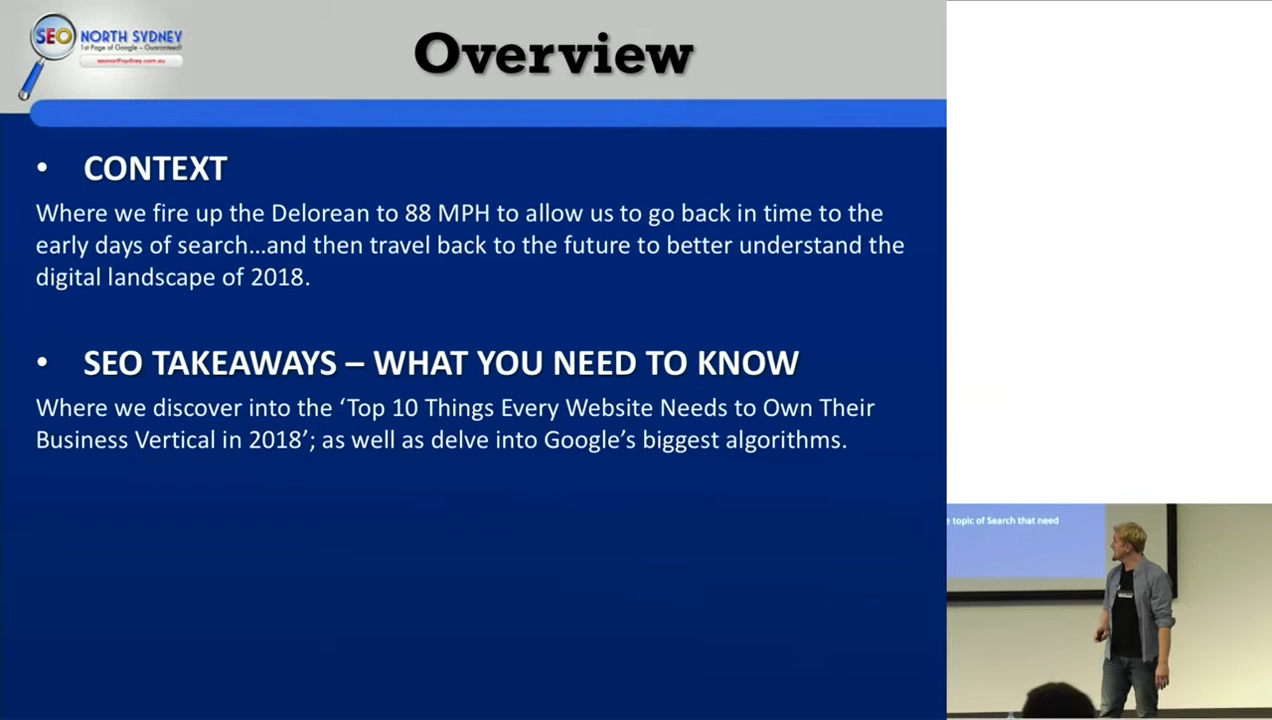 SEO NORTH SYDNEY
1st Page of Google - Guaranteed!
seonorthsydney.com.au
Overview
• CONTEXT
Where we fire up the Delorean to 88 MPH to allow us to go back in time to the
early days of search...and then travel back to the future to better understand the
digital landscape of 2018.
• SEO TAKEAWAYS – WHAT YOU NEED TO KNOW
Where we discover into the ‘Top 10 Things Every Website Needs to Own Their
Business Vertical in 2018’; as well as delve into Google’s biggest algorithms.
topic of Search that need